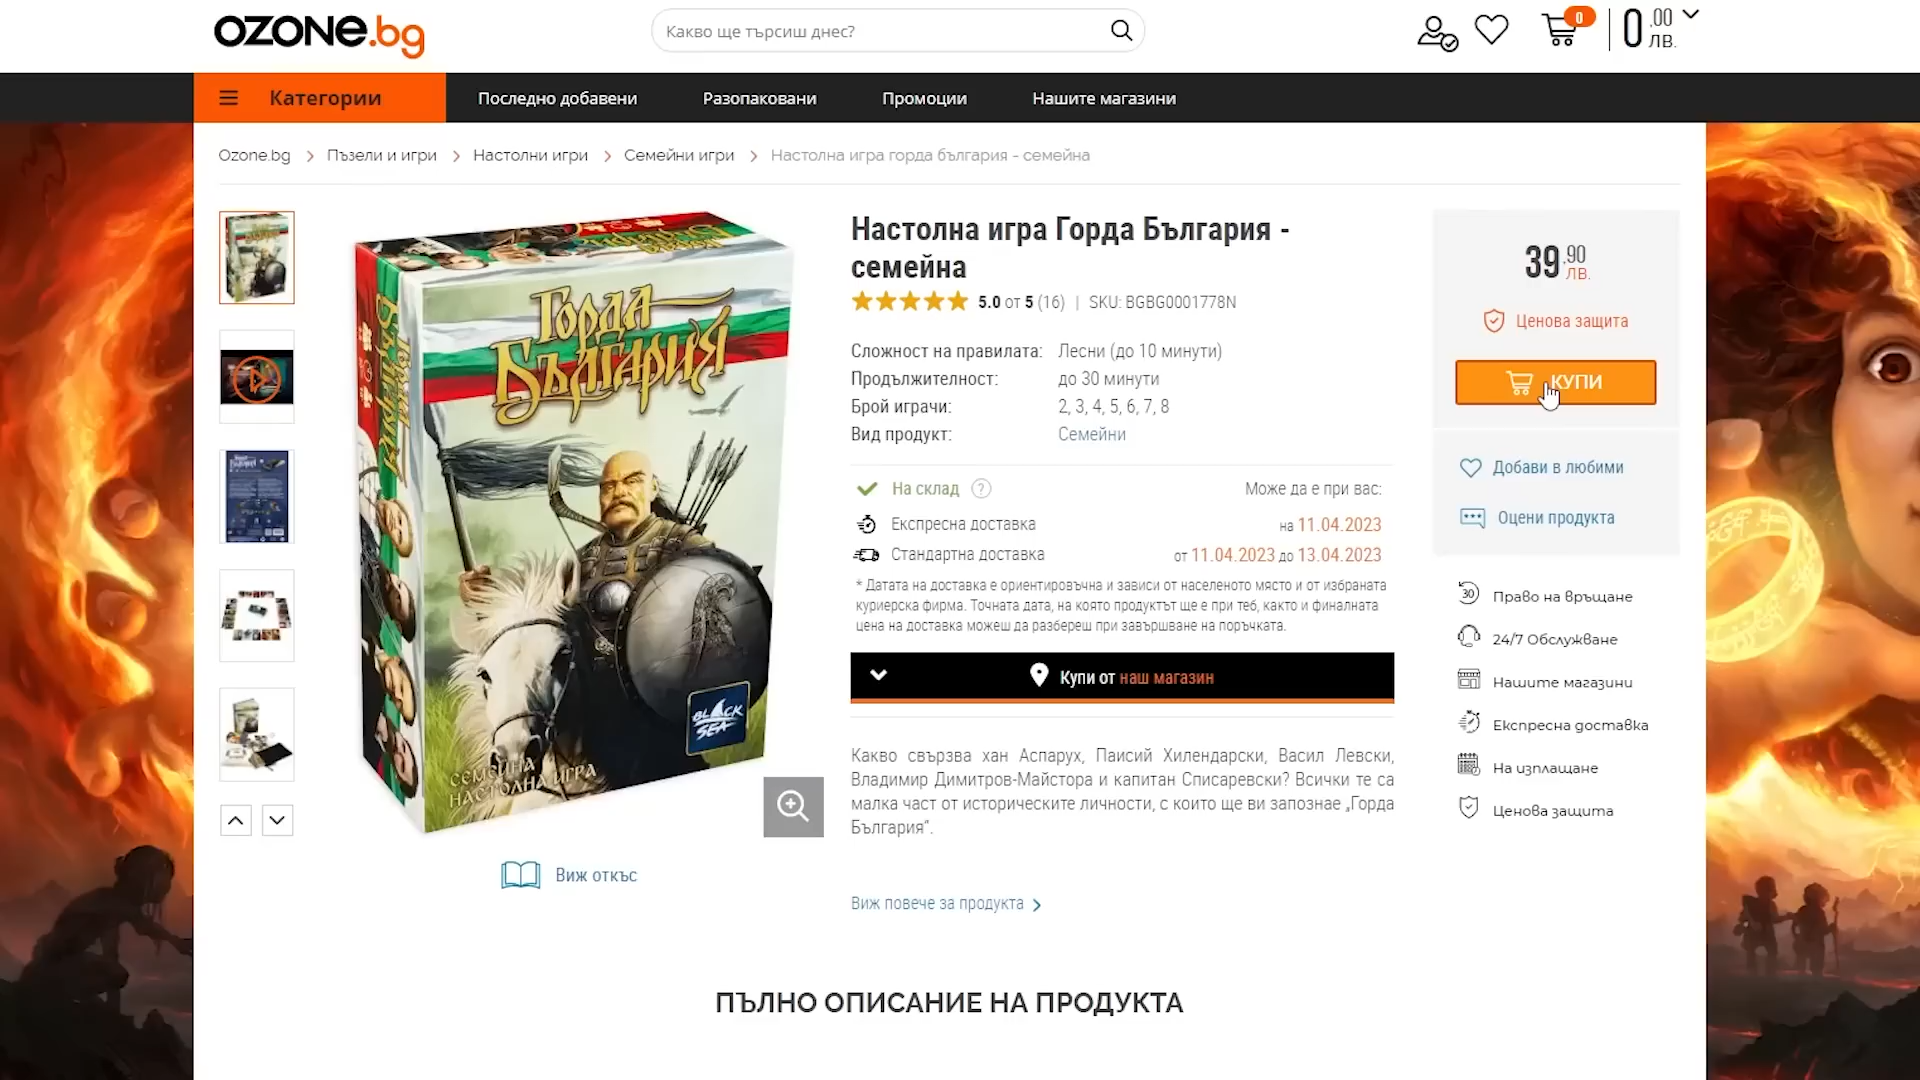 OZONE.bg
Какво ще търсиш днес?
0
0.00 ЛВ.
Категории
Последно добавени
Разопаковани
Промоции
Нашите магазини
Ozone.bg > Пъзели и игри > Настолни игри > Семейни игри > Настолна игра горда българия - семейна
Горда
България
BLACK
SEA
СЕМЕЙНА
НАСТОЛНА ИГРА
Виж откъс
Настолна игра Горда България -
семейна
5.0 от 5 (16) | SKU: BGBG0001778N
Сложност на правилата: Лесни (до 10 минути)
Продължителност: до 30 минути
Брой играчи: 2, 3, 4, 5, 6, 7, 8
Вид продукт: Семейни
На склад ? Може да е при вас:
Експресна доставка на 11.04.2023
Стандартна доставка от 11.04.2023 до 13.04.2023
* Датата на доставка е ориентировъчна и зависи от населеното място и от избраната
куриерска фирма. Точната дата, на която продуктът ще е при теб, както и финалната
цена на доставка можеш да разбереш при завършване на поръчката.
Купи от наш магазин
Какво свързва хан Аспарух, Паисий Хилендарски, Васил Левски,
Владимир Димитров-Майстора и капитан Списаревски? Всички те са
малка част от историческите личности, с които ще ви запознае „Горда
България“.
Виж повече за продукта
39.90 ЛВ.
Ценова защита
КУПИ
Добави в любими
Оцени продукта
30 Право на връщане
24/7 Обслужване
Нашите магазини
Експресна доставка
На изплащане
Ценова защита
ПЪЛНО ОПИСАНИЕ НА ПРОДУКТА